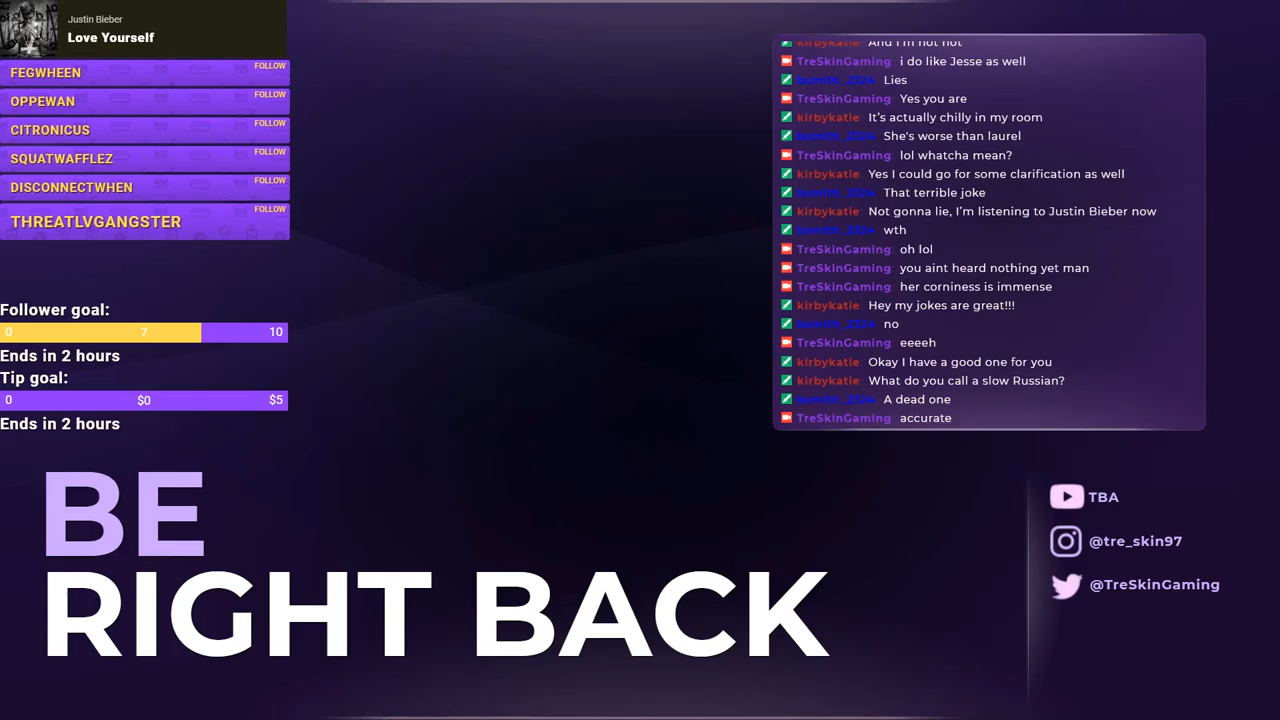 Justin Bieber
Love Yourself
FEGWHEEN FOLLOW
OPPEWAN FOLLOW
CITRONICUS FOLLOW
SQUATWAFFLEZ FOLLOW
DISCONNECTWHEN FOLLOW
THREATLVGANGSTER FOLLOW
Follower goal:
0 7 10
Ends in 2 hours
Tip goal:
0 $0 $5
Ends in 2 hours
kirbykatie: And I'm not hot
TreSkinGaming: i do like Jesse as well
bsmith_2324: Lies
TreSkinGaming: Yes you are
kirbykatie: It's actually chilly in my room
bsmith_2324: She's worse than laurel
TreSkinGaming: lol whatcha mean?
kirbykatie: Yes I could go for some clarification as well
bsmith_2324: That terrible joke
kirbykatie: Not gonna lie, I'm listening to Justin Bieber now
bsmith_2324: wth
TreSkinGaming: oh lol
TreSkinGaming: you aint heard nothing yet man
TreSkinGaming: her corniness is immense
kirbykatie: Hey my jokes are great!!!
bsmith_2324: no
TreSkinGaming: eeeeh
kirbykatie: Okay I have a good one for you
kirbykatie: What do you call a slow Russian?
bsmith_2324: A dead one
TreSkinGaming: accurate
BE
RIGHT BACK
TBA
@tre_skin97
@TreSkinGaming